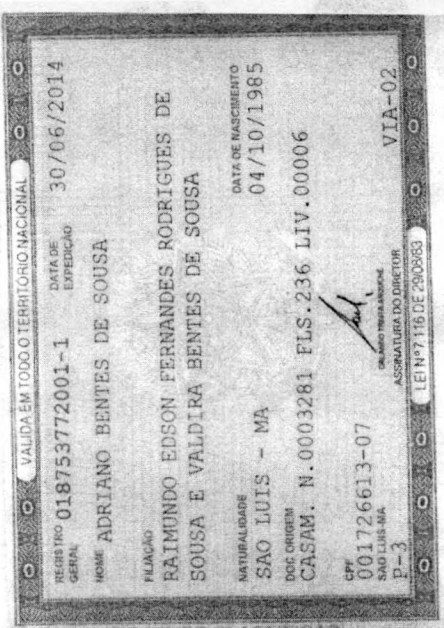 VALIDA EM TODO O TERRITÓRIO NACIONAL
REGISTRO GERAL 018753772001-1 DATA DE EXPEDIÇÃO 30/06/2014
NOME ADRIANO BENTES DE SOUSA
FILIAÇÃO
RAIMUNDO EDSON FERNANDES RODRIGUES DE
SOUSA E VALDIRA BENTES DE SOUSA
NATURALIDADE DATA DE NASCIMENTO
SAO LUIS - MA 04/10/1985
DOC ORIGEM
CASAM. N.0003281 FLS.236 LIV.00006
CPF
001726613-07
SAO LUIS-MA
P-3 VIA-02
ASSINATURA DO DIRETOR
LEI Nº 7.116 DE 29/08/83